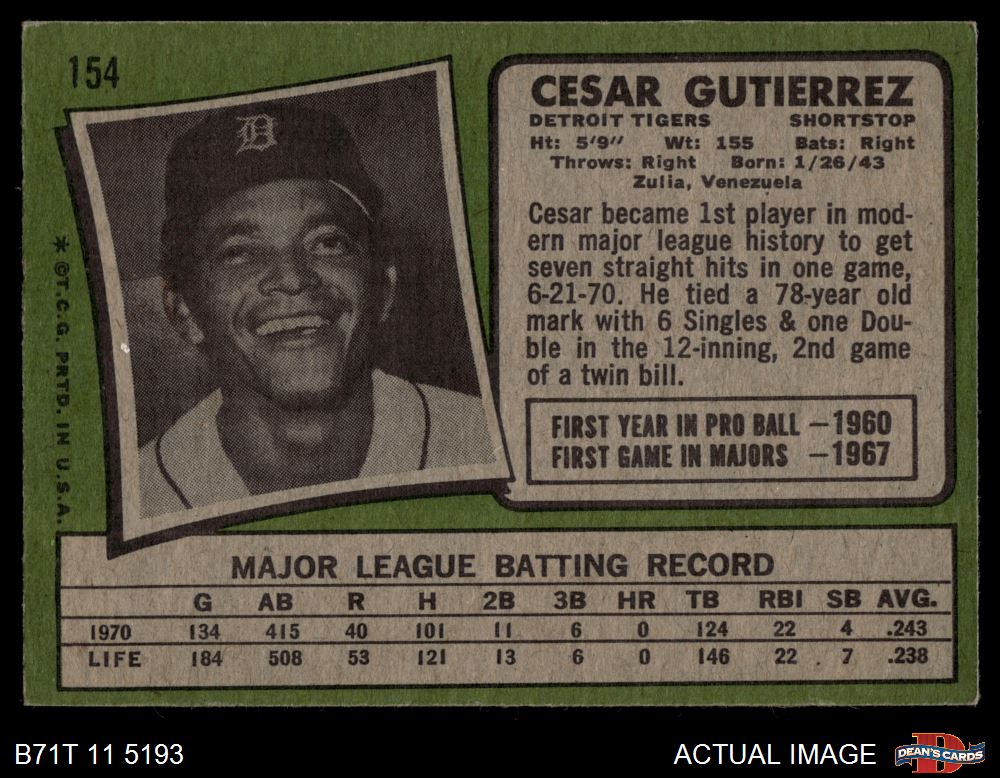 154
CESAR GUTIERREZ
DETROIT TIGERS SHORTSTOP
Ht: 5'9" Wt: 155 Bats: Right
Throws: Right Born: 1/26/43
Zulia, Venezuela
Cesar became 1st player in mod-
ern major league history to get
seven straight hits in one game,
6-21-70. He tied a 78-year old
mark with 6 Singles & one Dou-
ble in the 12-inning, 2nd game
of a twin bill.
FIRST YEAR IN PRO BALL —1960
FIRST GAME IN MAJORS —1967
* ©T.C.G. PRTD. IN U.S.A.
D
MAJOR LEAGUE BATTING RECORD
G AB R H 2B 3B HR TB RBI SB AVG.
1970 134 415 40 101 11 6 0 124 22 4 .243
LIFE 184 508 53 121 13 6 0 146 22 7 .238
B71T 11 5193
ACTUAL IMAGE
D
DEAN'S CARDS